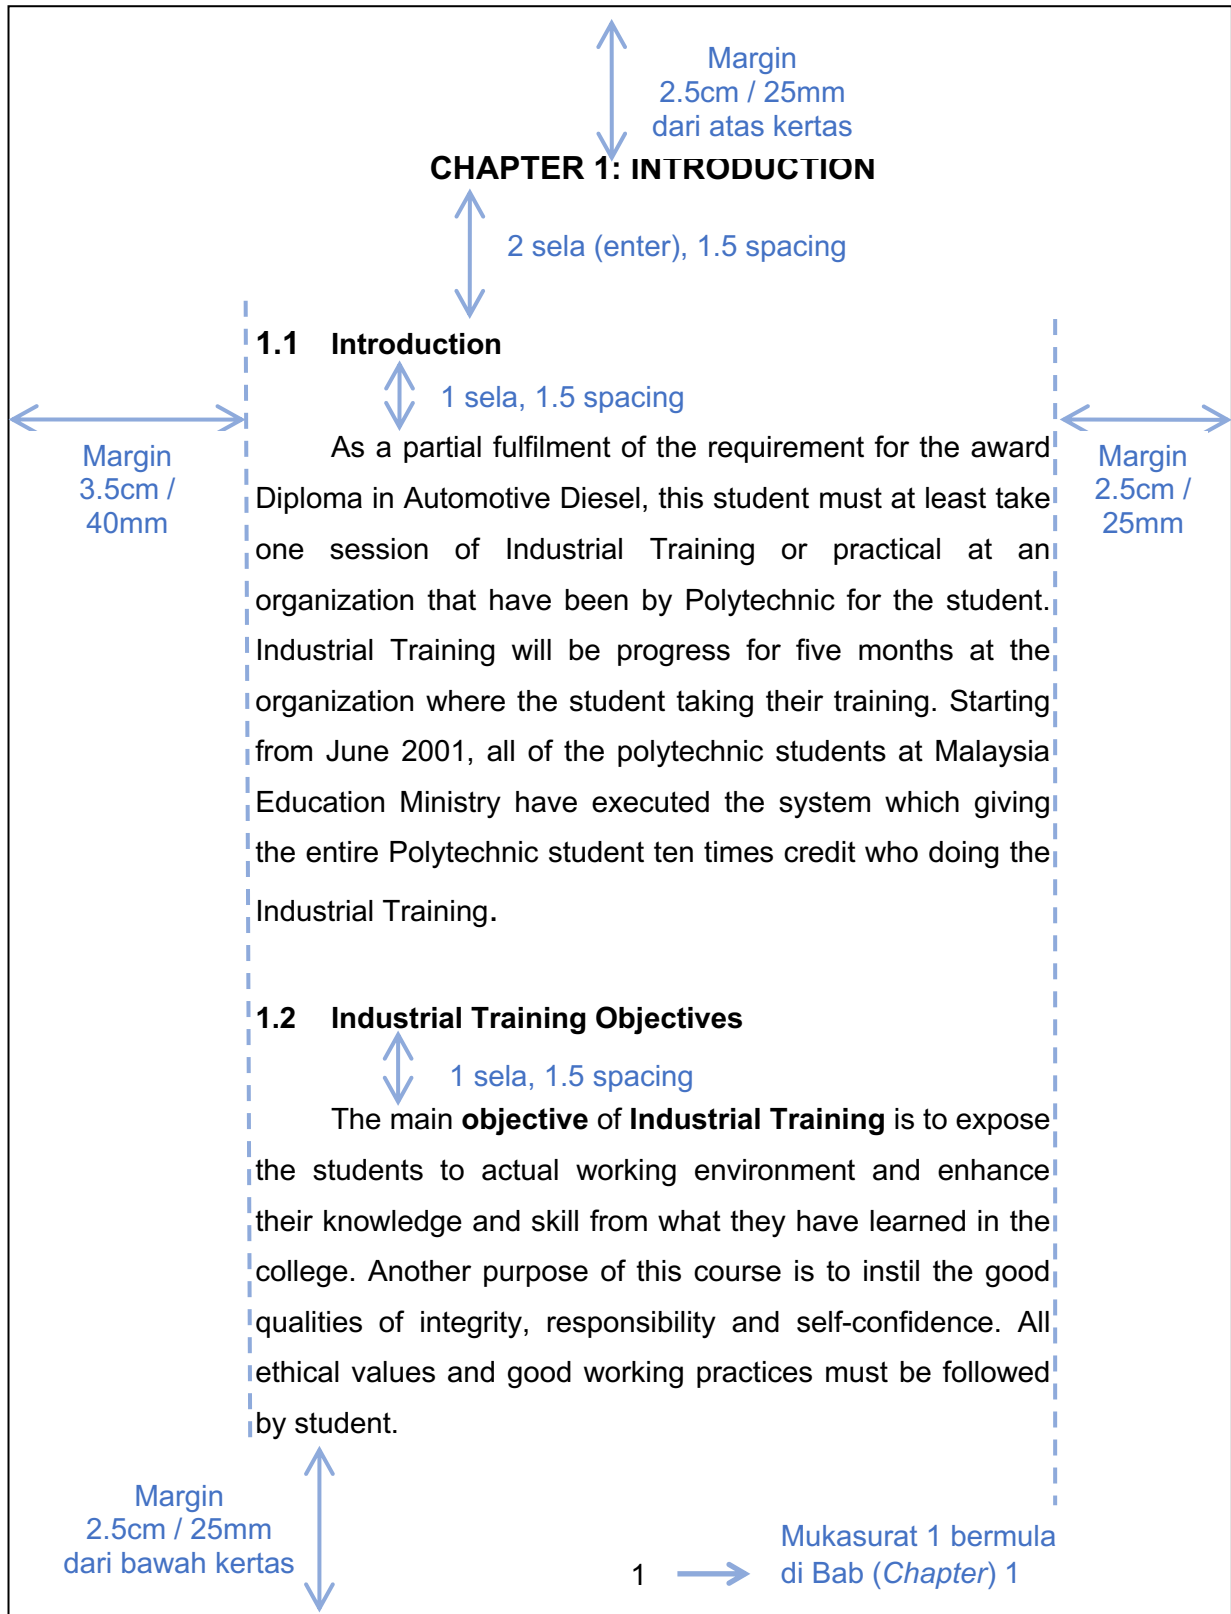 Margin
2.5cm / 25mm
dari atas kertas
CHAPTER 1: INTRODUCTION
2 sela (enter), 1.5 spacing
1.1 Introduction
1 sela, 1.5 spacing
Margin
3.5cm /
40mm
Margin
2.5cm /
25mm
As a partial fulfilment of the requirement for the award
Diploma in Automotive Diesel, this student must at least take
one session of Industrial Training or practical at an
organization that have been by Polytechnic for the student.
Industrial Training will be progress for five months at the
organization where the student taking their training. Starting
from June 2001, all of the polytechnic students at Malaysia
Education Ministry have executed the system which giving
the entire Polytechnic student ten times credit who doing the
Industrial Training.
1.2 Industrial Training Objectives
1 sela, 1.5 spacing
The main objective of Industrial Training is to expose
the students to actual working environment and enhance
their knowledge and skill from what they have learned in the
college. Another purpose of this course is to instil the good
qualities of integrity, responsibility and self-confidence. All
ethical values and good working practices must be followed
by student.
Margin
2.5cm / 25mm
dari bawah kertas
1
Mukasurat 1 bermula
di Bab (Chapter) 1